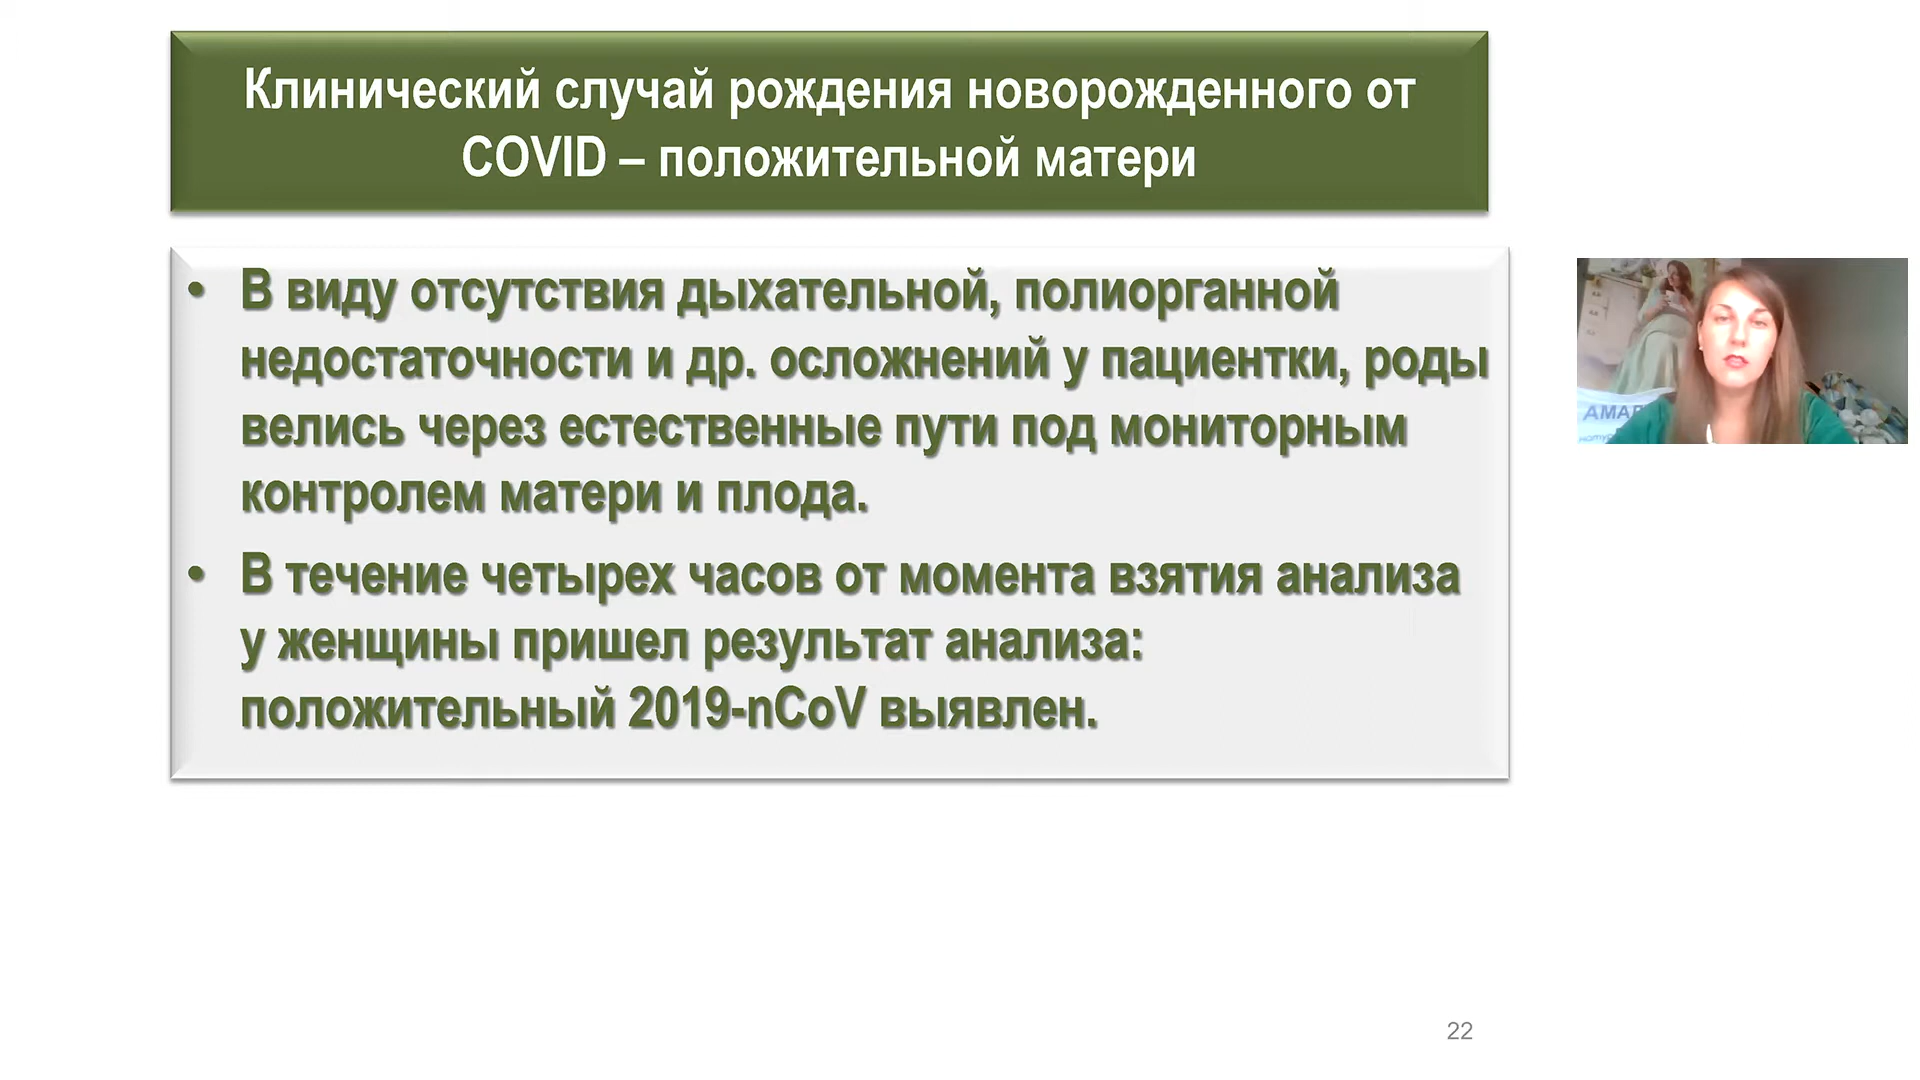 Клинический случай рождения новорожденного от
COVID – положительной матери
• В виду отсутствия дыхательной, полиорганной
недостаточности и др. осложнений у пациентки, роды
велись через естественные пути под мониторным
контролем матери и плода.
• В течение четырех часов от момента взятия анализа
у женщины пришел результат анализа:
положительный 2019-nCoV выявлен.
22